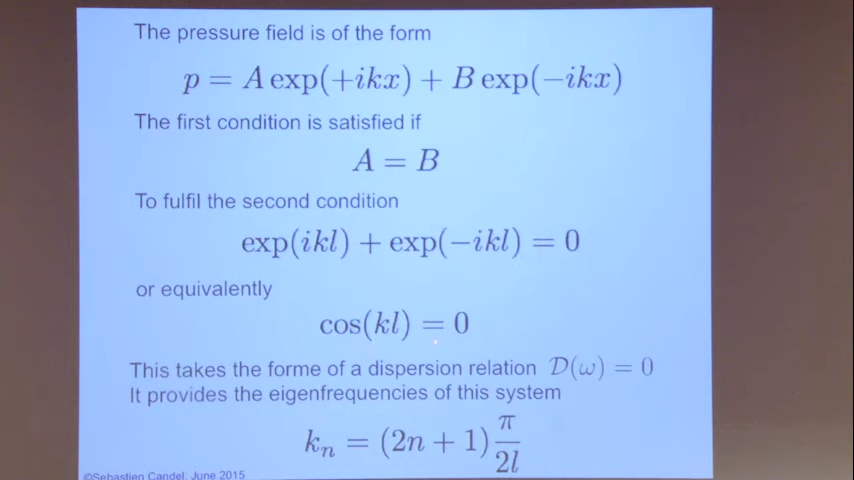 The pressure field is of the form
p = A exp(+ikx) + B exp(−ikx)
The first condition is satisfied if
A = B
To fulfil the second condition
exp(ikl) + exp(−ikl) = 0
or equivalently
cos(kl) = 0
This takes the forme of a dispersion relation 𝒟(ω) = 0
It provides the eigenfrequencies of this system
kₙ = (2n + 1) π/2l
©Sebastien Candel, June 2015